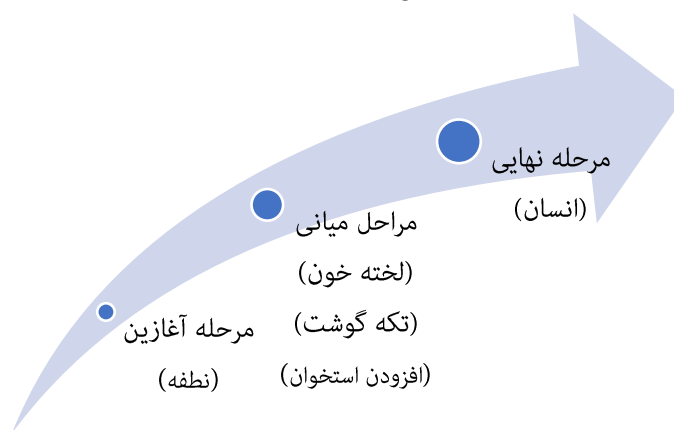 مرحله آغازین
(نطفه)
مراحل میانی
(لخته خون)
(تکه گوشت)
(افزودن استخوان)
مرحله نهایی
(انسان)